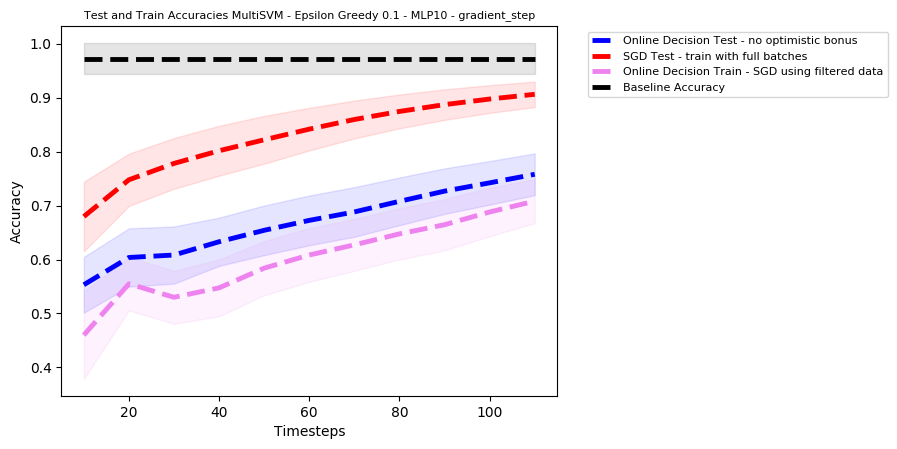 Test and Train Accuracies MultiSVM - Epsilon Greedy 0.1 - MLP10 - gradient_step
Online Decision Test - no optimistic bonus
SGD Test - train with full batches
Online Decision Train - SGD using filtered data
Baseline Accuracy
Accuracy
1.0
0.9
0.8
0.7
0.6
0.5
0.4
20 40 60 80 100
Timesteps